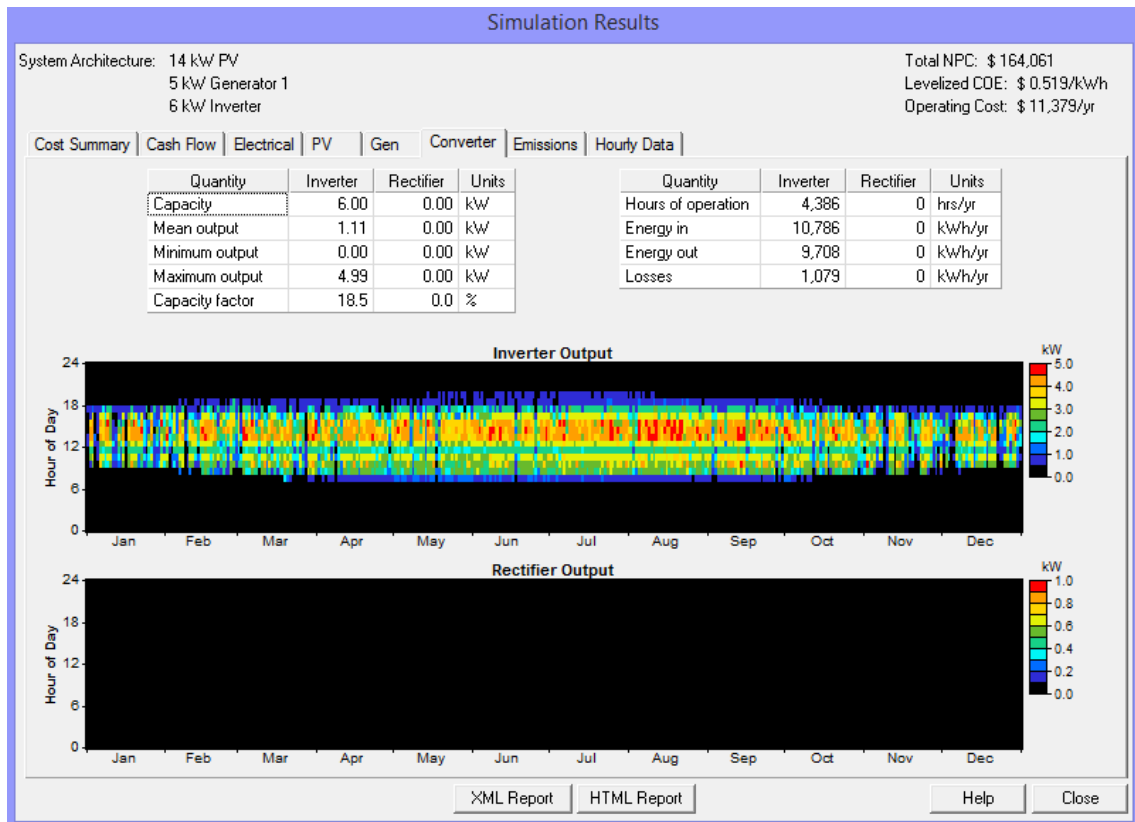 Simulation Results
System Architecture: 14 kW PV
5 kW Generator 1
6 kW Inverter
Total NPC: $ 164,061
Levelized COE: $ 0.519/kWh
Operating Cost: $ 11,379/yr
Cost Summary Cash Flow Electrical PV Gen Converter Emissions Hourly Data
Quantity Inverter Rectifier Units
Capacity 6.00 0.00 kW
Mean output 1.11 0.00 kW
Minimum output 0.00 0.00 kW
Maximum output 4.99 0.00 kW
Capacity factor 18.5 0.0 %
Quantity Inverter Rectifier Units
Hours of operation 4,386 0 hrs/yr
Energy in 10,786 0 kWh/yr
Energy out 9,708 0 kWh/yr
Losses 1,079 0 kWh/yr
Inverter Output
Hour of Day
24
18
12
6
0
Jan Feb Mar Apr May Jun Jul Aug Sep Oct Nov Dec
kW
5.0
4.0
3.0
2.0
1.0
0.0
Rectifier Output
Hour of Day
24
18
12
6
0
Jan Feb Mar Apr May Jun Jul Aug Sep Oct Nov Dec
kW
1.0
0.8
0.6
0.4
0.2
0.0
XML Report HTML Report Help Close